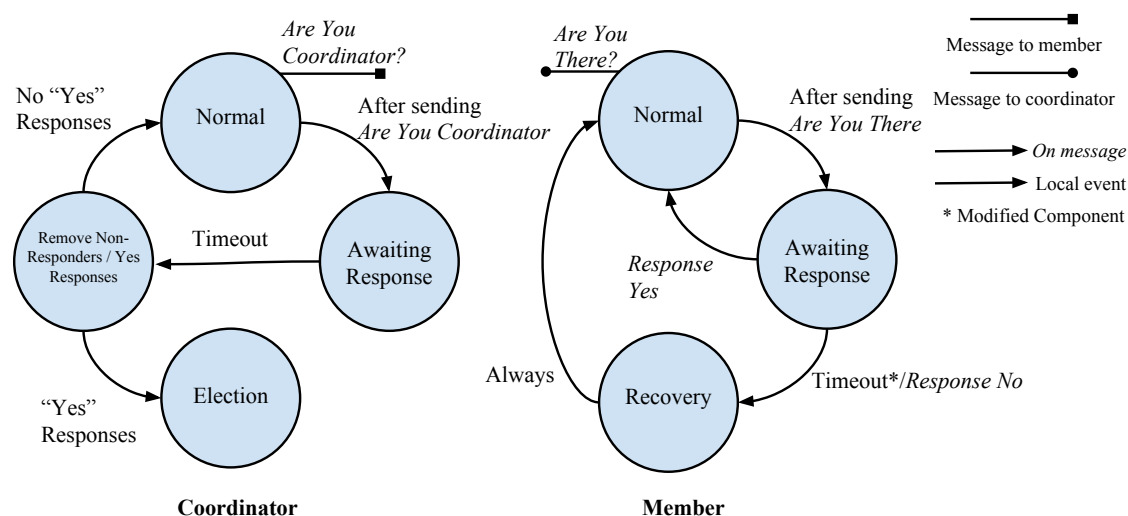 Are You
Coordinator?
Normal
No “Yes”
Responses
After sending
Are You Coordinator
Remove Non-
Responders / Yes
Responses
Timeout
Awaiting
Response
Election
“Yes”
Responses
Coordinator
Are You
There?
Normal
After sending
Are You There
Awaiting
Response
Response
Yes
Always
Recovery
Timeout*/Response No
Member
Message to member
Message to coordinator
On message
Local event
* Modified Component